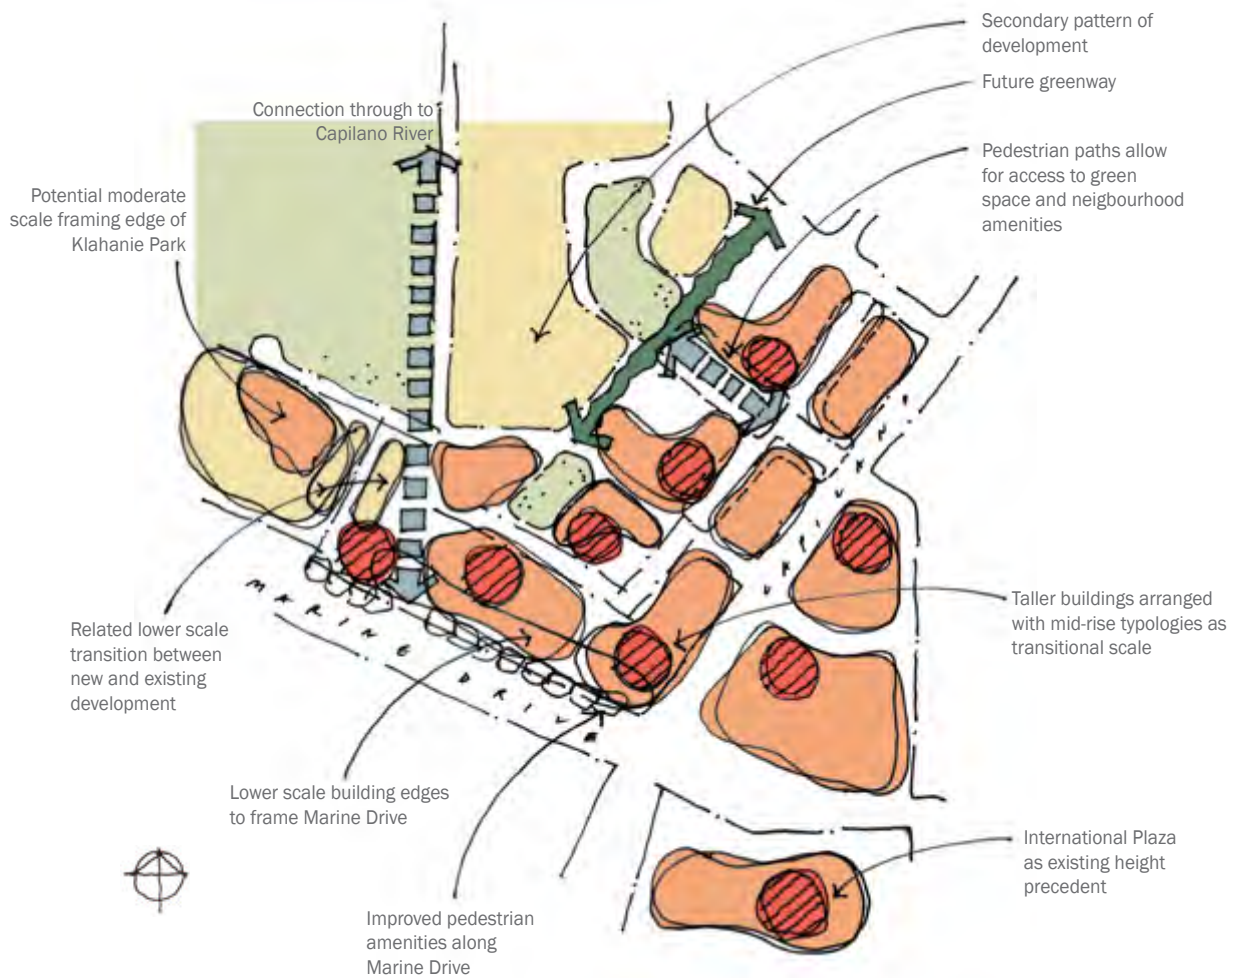 Secondary pattern of
development
Future greenway
Connection through to
Capilano River
Pedestrian paths allow
for access to green
space and neigbourhood
amenities
Potential moderate
scale framing edge of
Klahanie Park
MARINE DRIVE
Taller buildings arranged
with mid-rise typologies as
transitional scale
Related lower scale
transition between
new and existing
development
Lower scale building edges
to frame Marine Drive
International Plaza
as existing height
precedent
Improved pedestrian
amenities along
Marine Drive